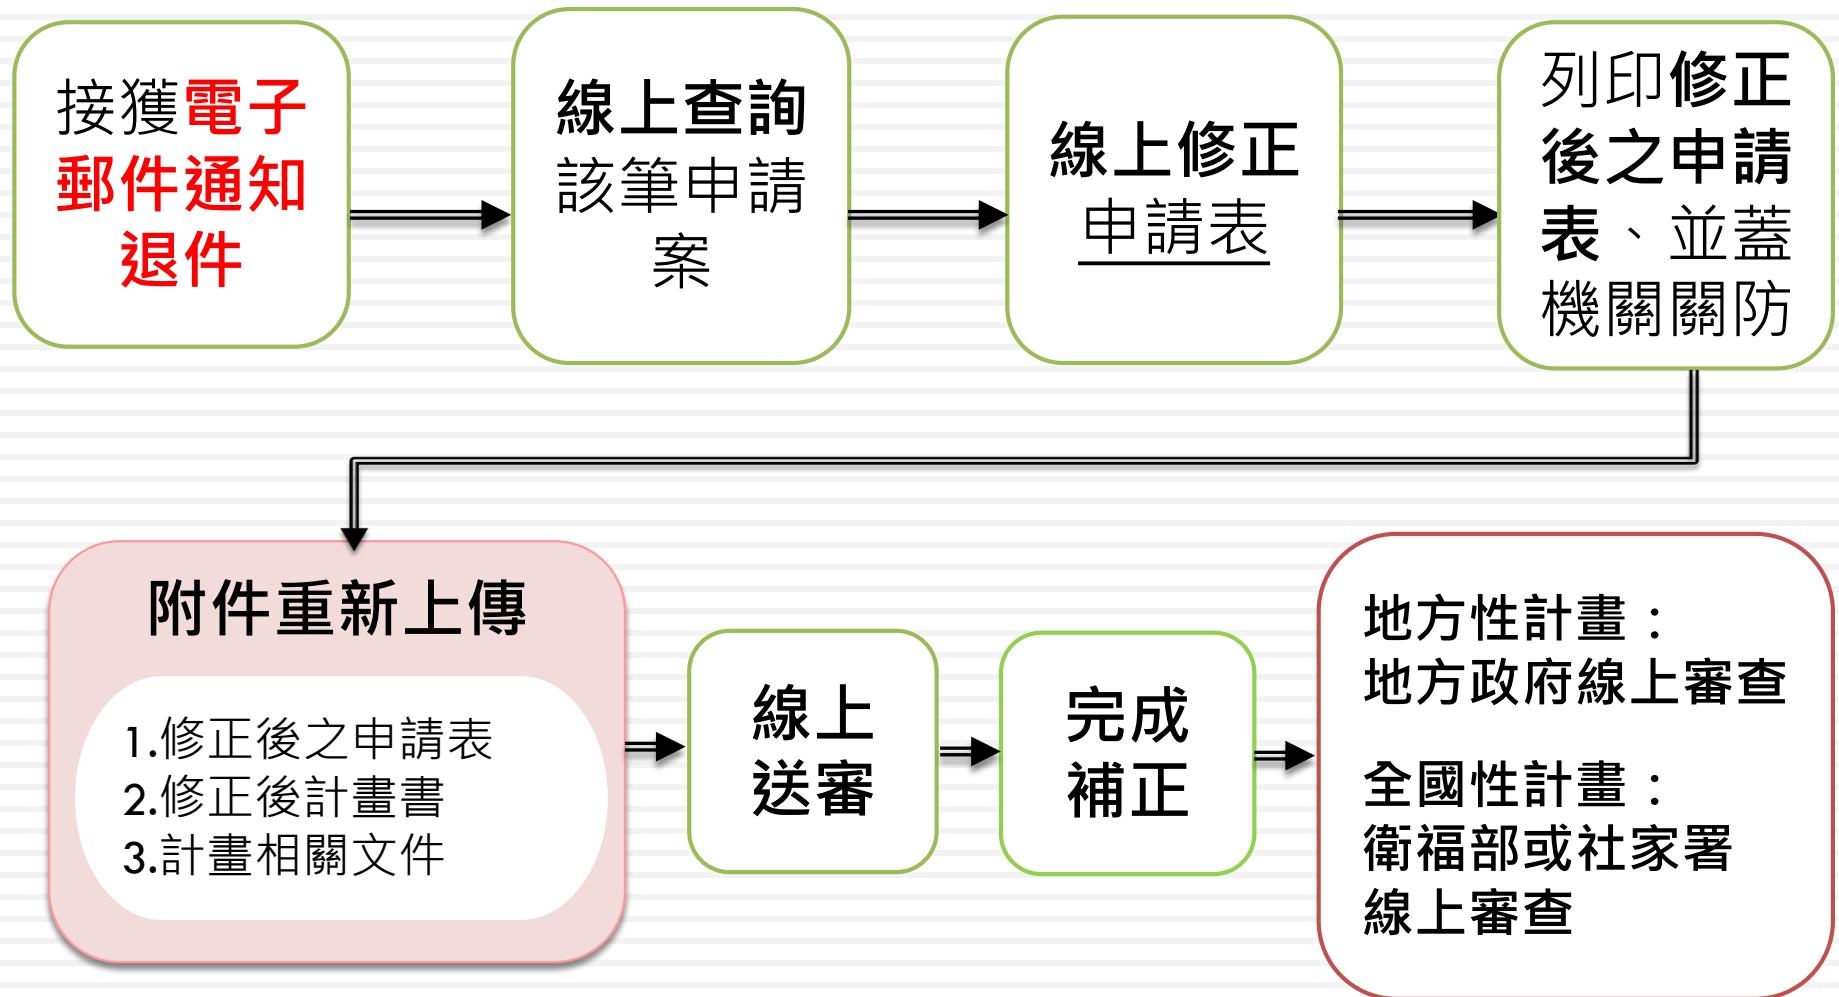 接獲電子
郵件通知
退件
線上查詢
該筆申請
案
線上修正
申請表
列印修正
後之申請
表、並蓋
機關關防
附件重新上傳
1.修正後之申請表
2.修正後計畫書
3.計畫相關文件
線上
送審
完成
補正
地方性計畫：
地方政府線上審查
全國性計畫：
衛福部或社家署
線上審查